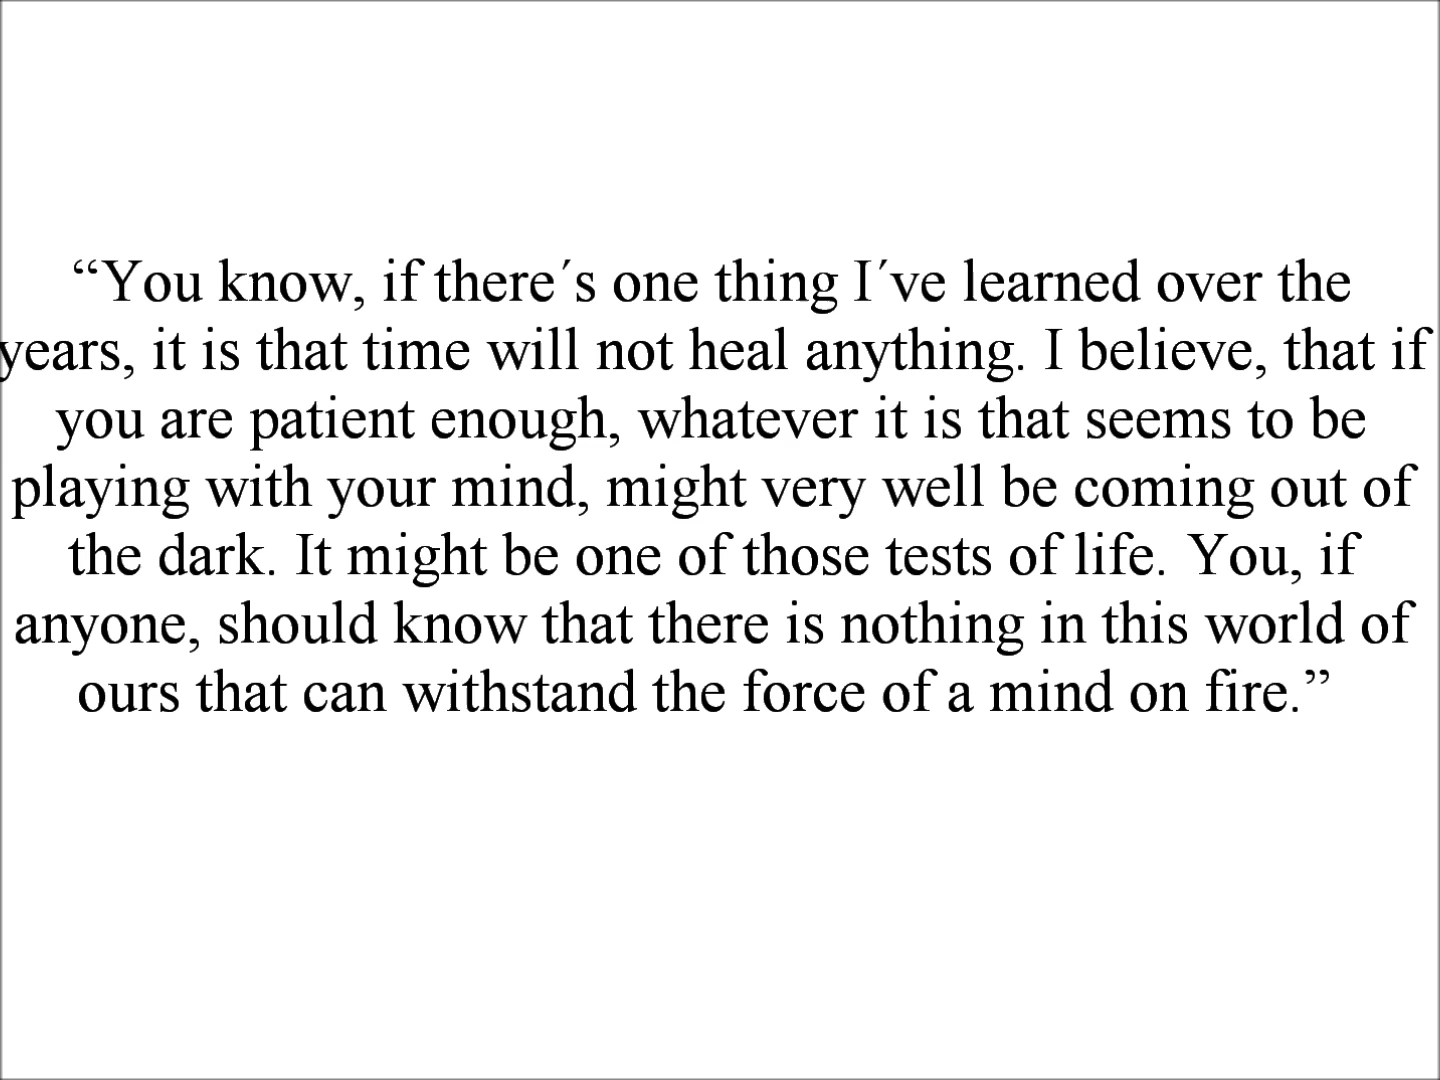 “You know, if there´s one thing I´ve learned over the
years, it is that time will not heal anything. I believe, that if
you are patient enough, whatever it is that seems to be
playing with your mind, might very well be coming out of
the dark. It might be one of those tests of life. You, if
anyone, should know that there is nothing in this world of
ours that can withstand the force of a mind on fire.”